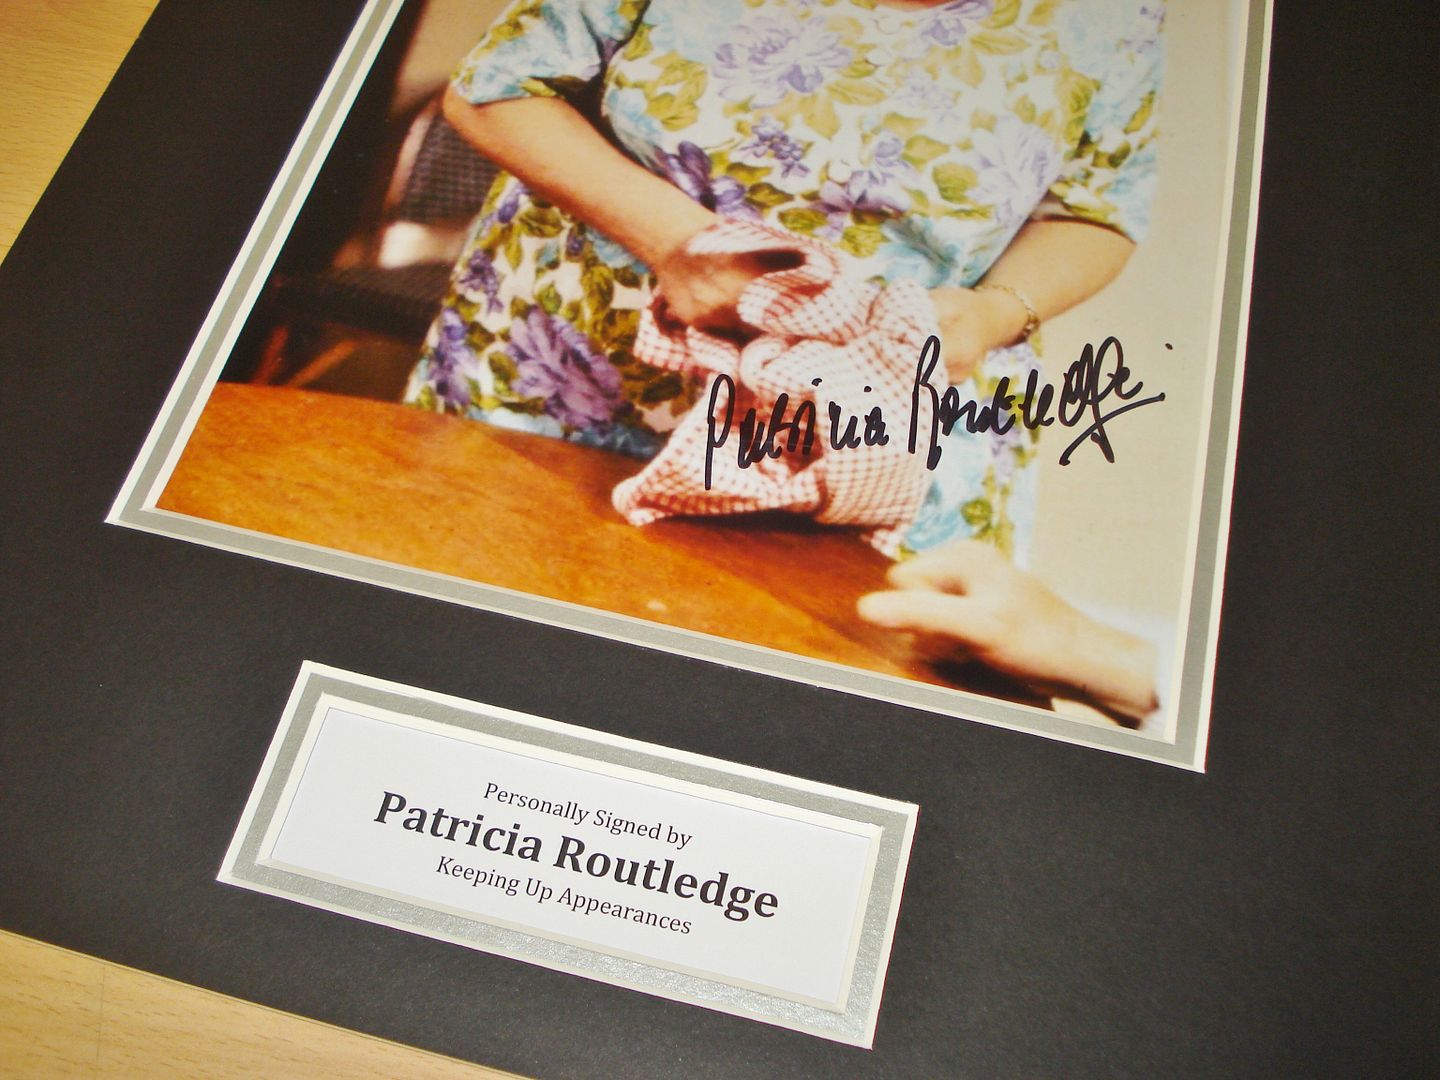 Patricia Routledge
Personally Signed by
Patricia Routledge
Keeping Up Appearances